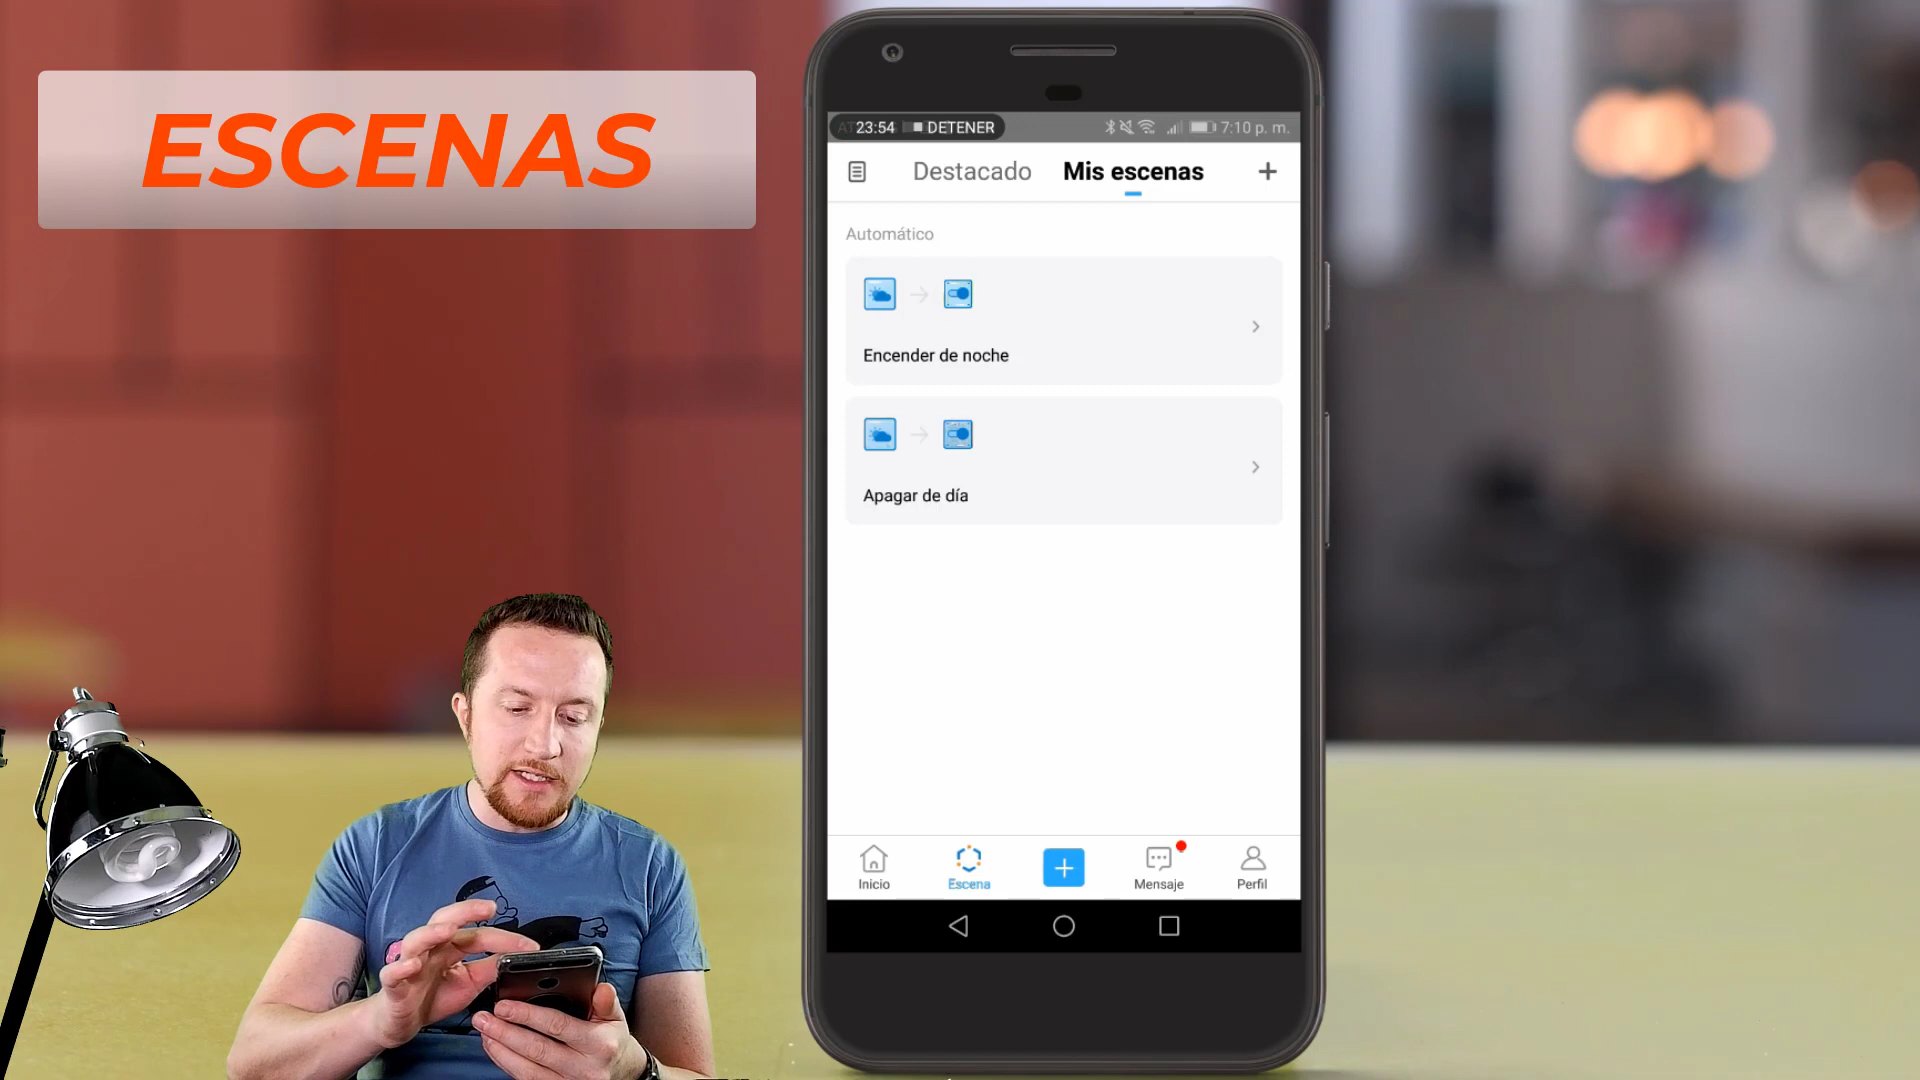 ESCENAS
23:54 DETENER 7:10 p. m.
Destacado Mis escenas +
Automático
Encender de noche
Apagar de día
Inicio Escena Mensaje Perfil